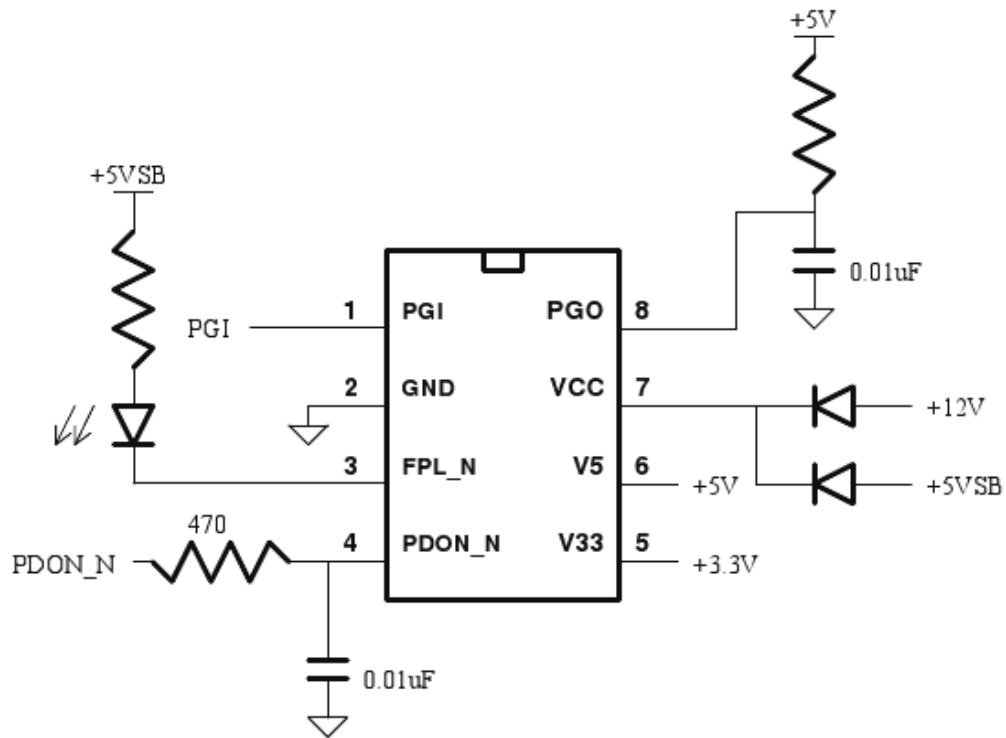 +5V
+5VSB
0.01uF
1 PGI PGO 8
PGI
2 GND VCC 7
+12V
3 FPL_N V5 6
+5V
+5VSB
470
4 PDON_N V33 5
PDON_N
+3.3V
0.01uF